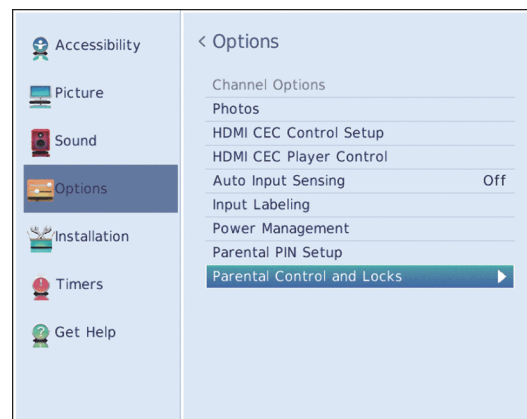 Accessibility
Picture
Sound
Options
Installation
Timers
Get Help
< Options
Channel Options
Photos
HDMI CEC Control Setup
HDMI CEC Player Control
Auto Input Sensing Off
Input Labeling
Power Management
Parental PIN Setup
Parental Control and Locks